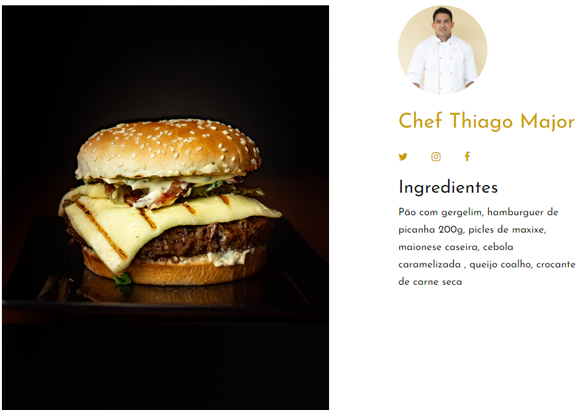 Chef Thiago Major
Ingredientes
Pão com gergelim, hamburguer de
picanha 200g, picles de maxixe,
maionese caseira, cebola
caramelizada , queijo coalho, crocante
de carne seca